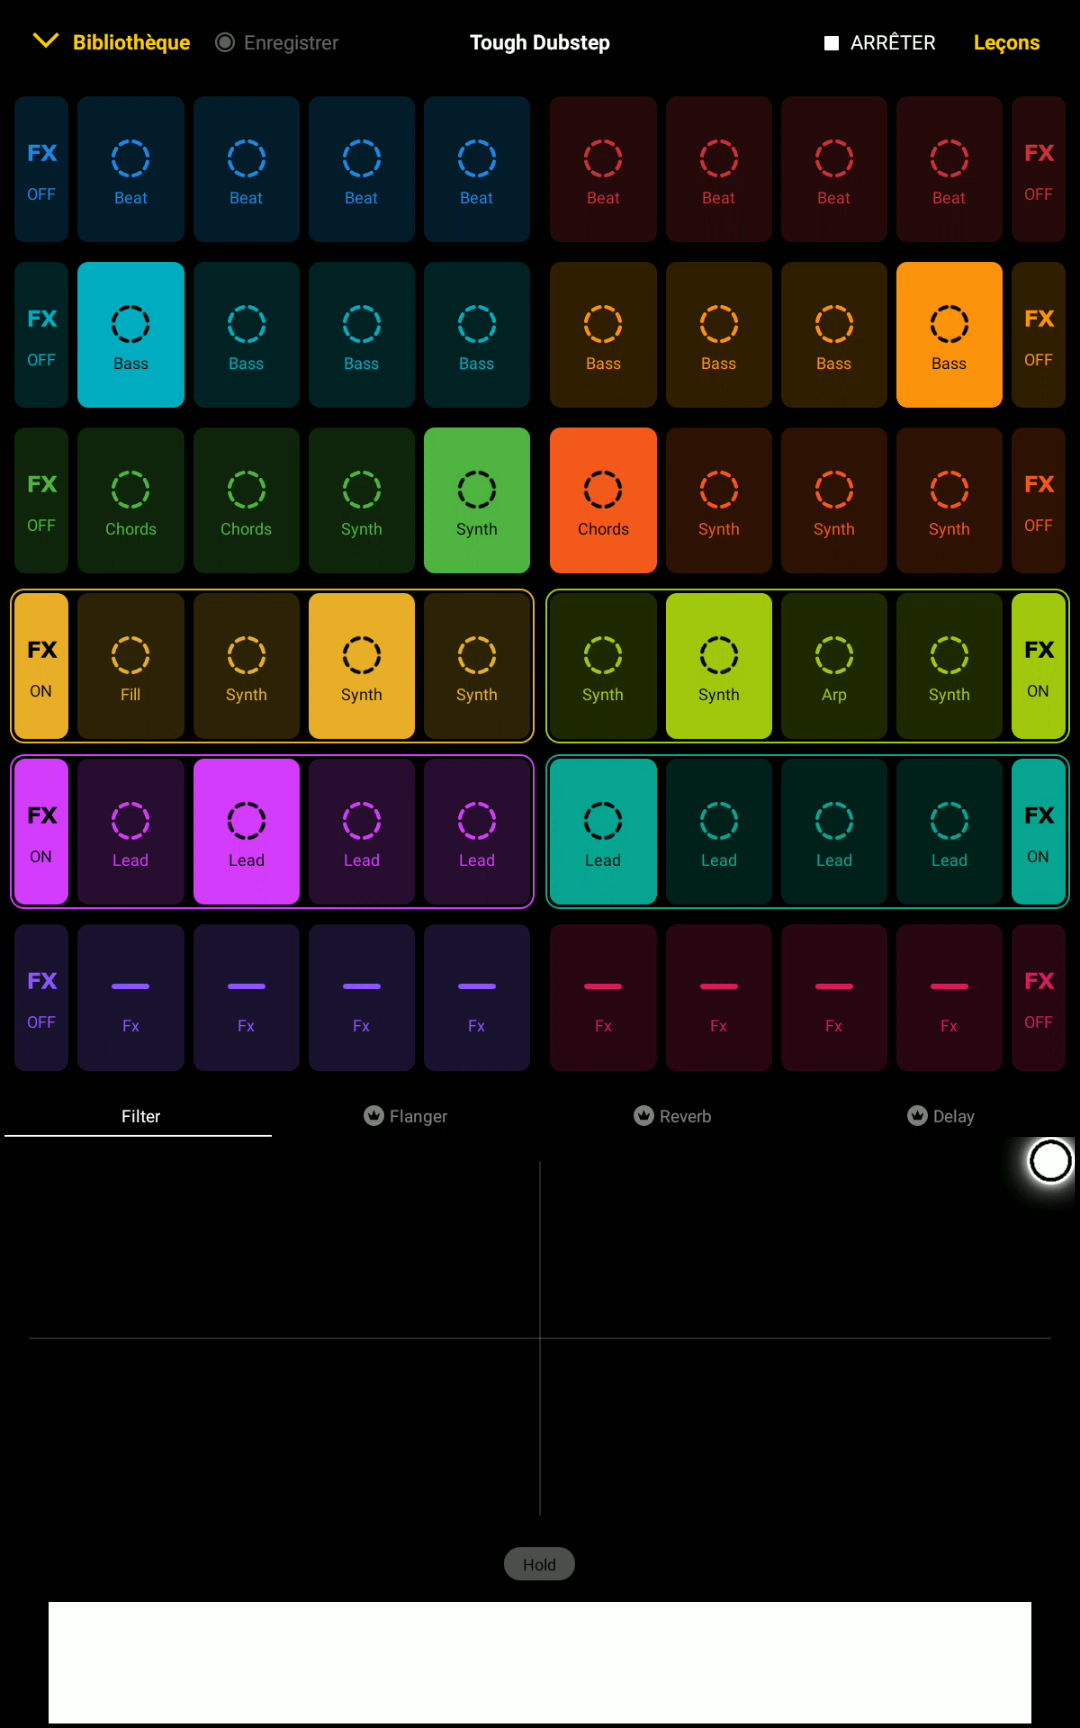 Bibliothèque Enregistrer Tough Dubstep ARRÊTER Leçons
FX OFF Beat Beat Beat Beat Beat Beat Beat Beat FX OFF
FX OFF Bass Bass Bass Bass Bass Bass Bass Bass FX OFF
FX OFF Chords Chords Synth Synth Chords Synth Synth Synth FX OFF
FX ON Fill Synth Synth Synth Synth Synth Arp Synth FX ON
FX ON Lead Lead Lead Lead Lead Lead Lead Lead FX ON
FX OFF Fx Fx Fx Fx Fx Fx Fx Fx FX OFF
Filter Flanger Reverb Delay
Hold